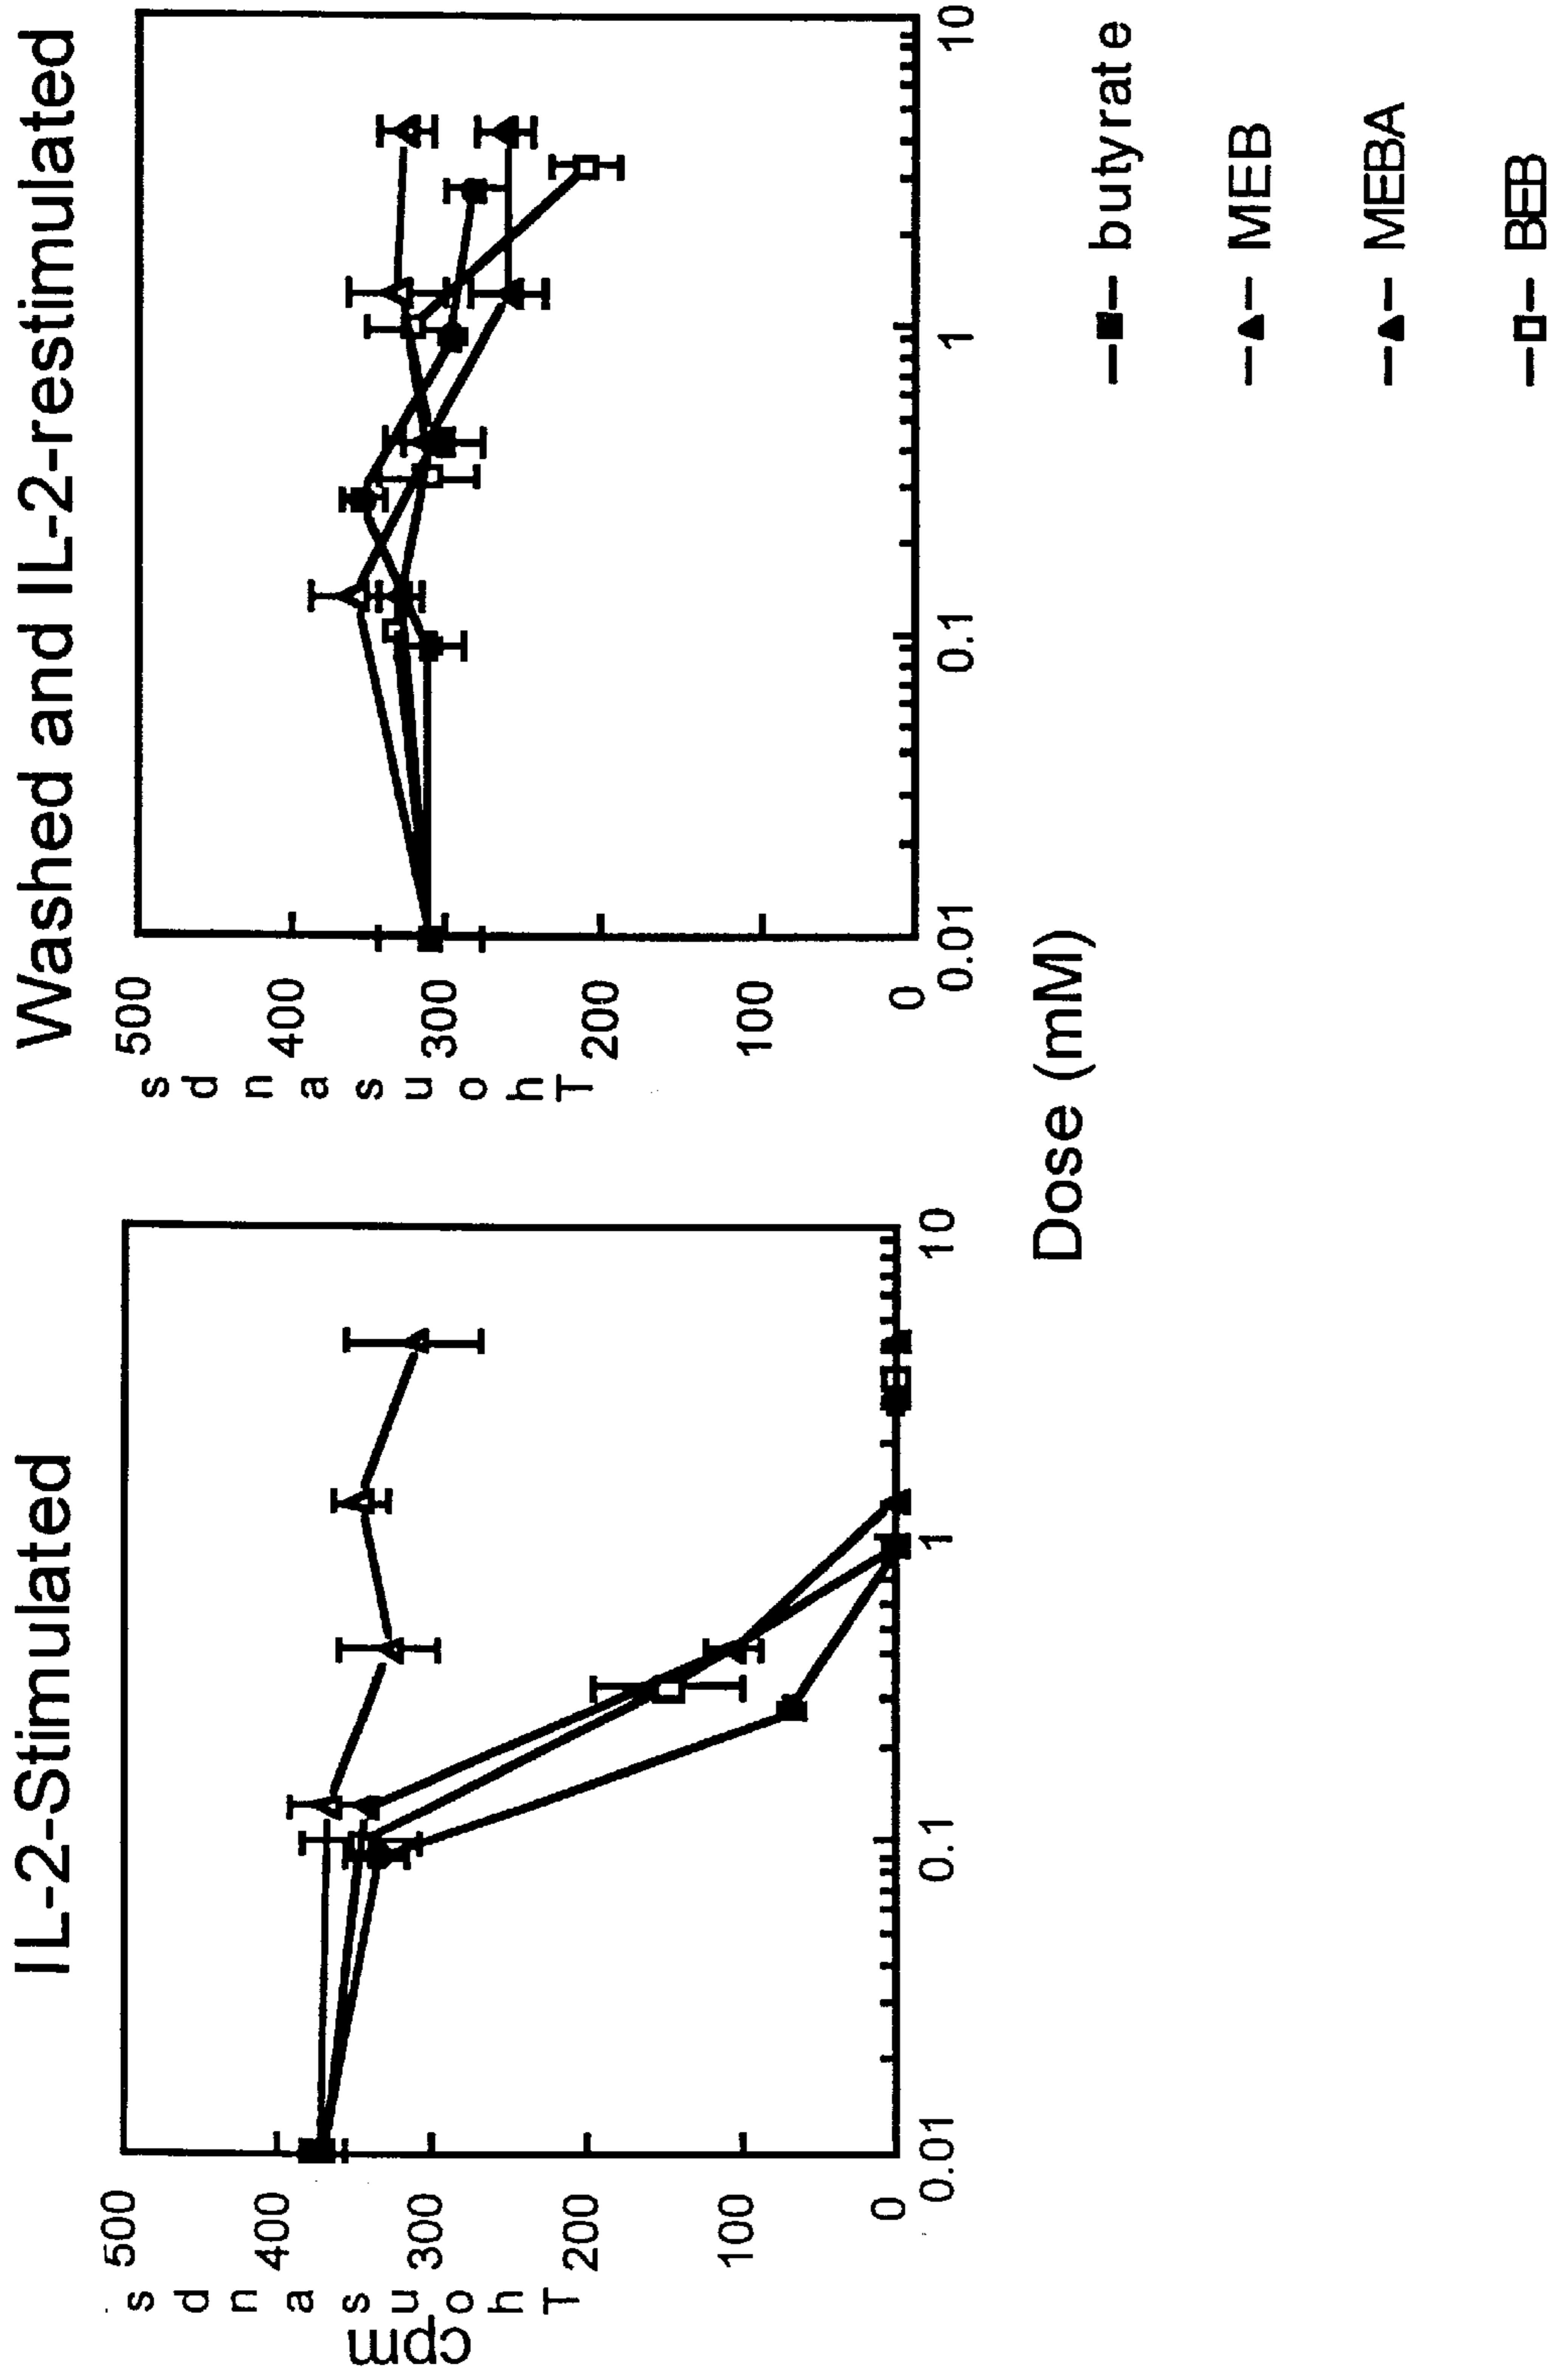 IL-2-Stimulated
cpm
Thousands
500
400
300
200
100
0
0.01
0.1
1
10
Washed and IL-2-restimulated
Thousands
500
400
300
200
100
0
0.01
0.1
1
10
Dose (mM)
butyrate
MEB
MEBA
BEB